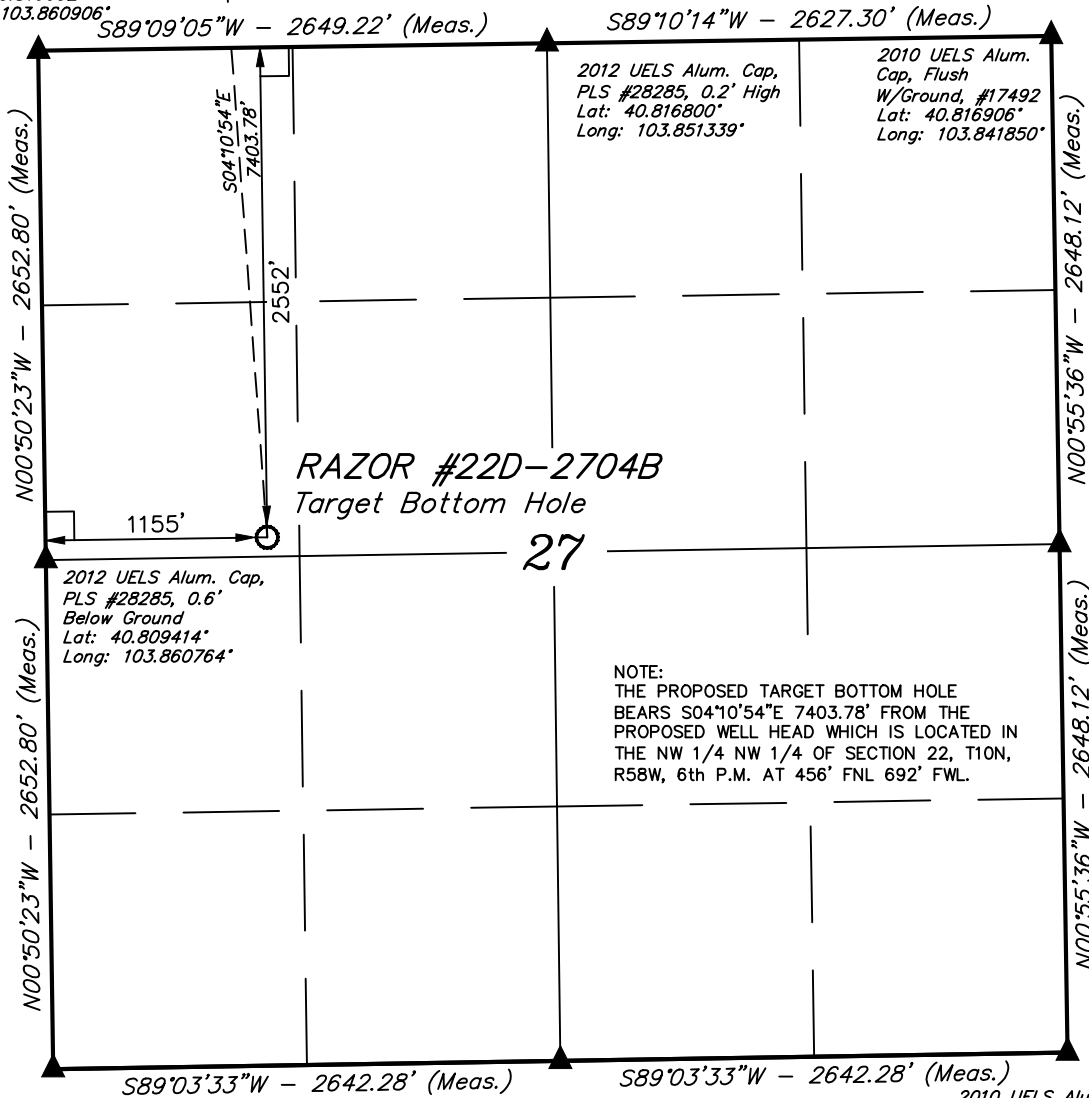 103.860906°
S89°09'05"W - 2649.22' (Meas.)
S89°10'14"W - 2627.30' (Meas.)
2012 UELS Alum. Cap,
PLS #28285, 0.2' High
Lat: 40.816800°
Long: 103.851339°
2010 UELS Alum.
Cap, Flush
W/Ground, #17492
Lat: 40.816906°
Long: 103.841850°
S04°10'54"E
7403.78'
N00°50'23"W - 2652.80' (Meas.)
2552'
N00°55'36"W - 2648.12' (Meas.)
RAZOR #22D-2704B
Target Bottom Hole
1155'
27
2012 UELS Alum. Cap,
PLS #28285, 0.6'
Below Ground
Lat: 40.809414°
Long: 103.860764°
NOTE:
THE PROPOSED TARGET BOTTOM HOLE
BEARS S04°10'54"E 7403.78' FROM THE
PROPOSED WELL HEAD WHICH IS LOCATED IN
THE NW 1/4 NW 1/4 OF SECTION 22, T10N,
R58W, 6th P.M. AT 456' FNL 692' FWL.
N00°50'23"W - 2652.80' (Meas.)
N00°55'36"W - 2648.12' (Meas.)
S89°03'33"W - 2642.28' (Meas.)
S89°03'33"W - 2642.28' (Meas.)
2010 UELS